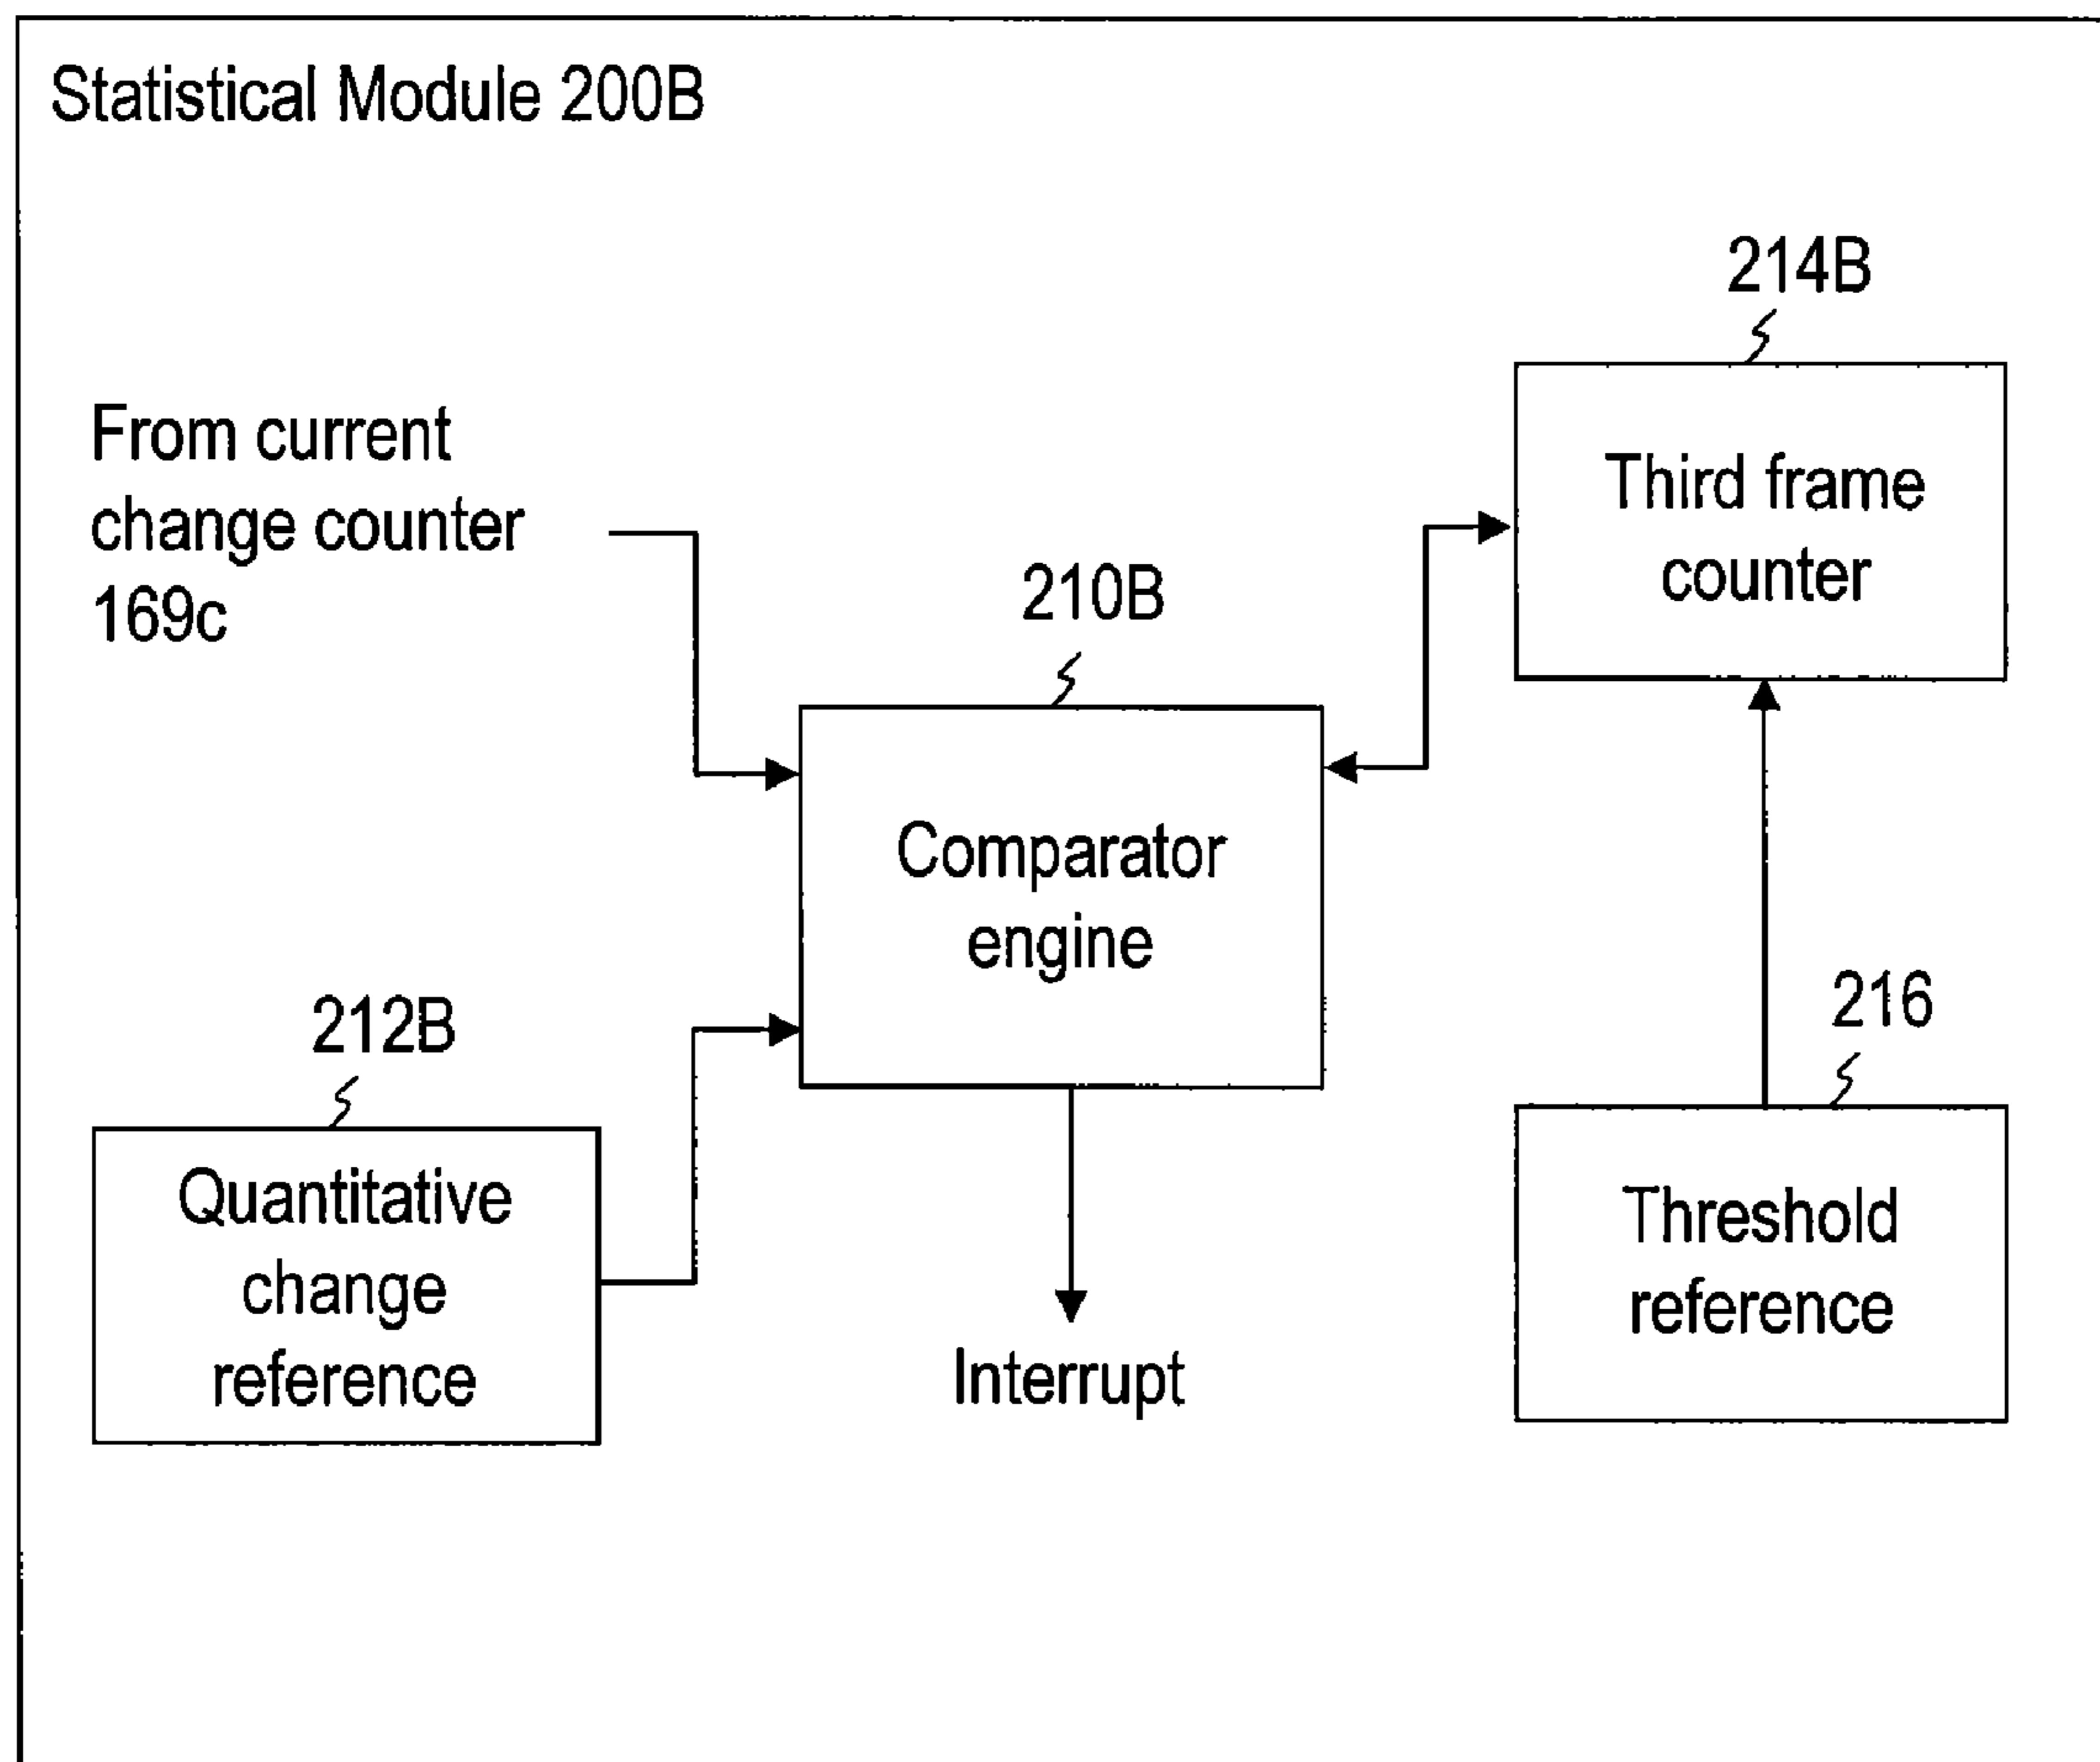 Statistical Module 200B
214B
Third frame
counter
From current
change counter
169c
210B
Comparator
engine
212B
Quantitative
change
reference
216
Threshold
reference
Interrupt